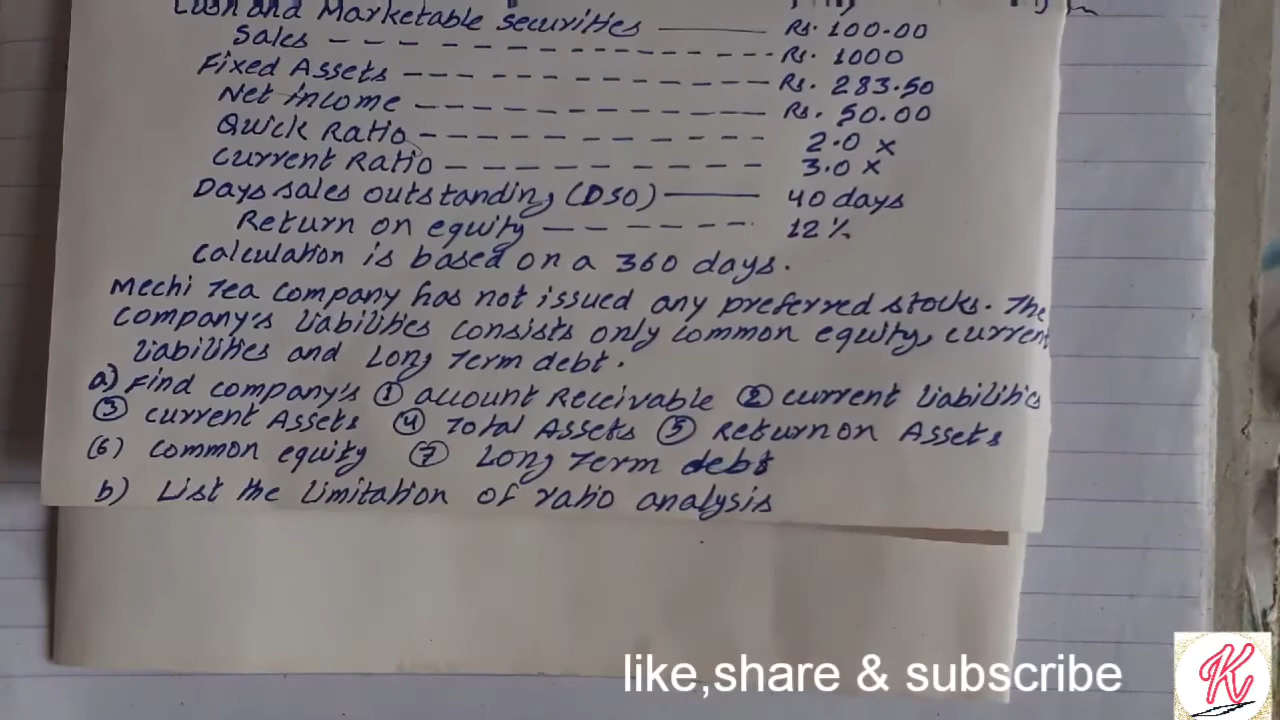 Cash and Marketable Securities ——— Rs. 100.00
Sales – – – – – – – – – – – – – – Rs. 1000
Fixed Assets – – – – – – – – – – – Rs. 283.50
Net income – – – – – – – – – – – – Rs. 50.00
Quick Ratio – – – – – – – – – – – 2.0 x
Current Ratio – – – – – – – – – – 3.0 x
Days sales outstanding (DSO) ——— 40 days
Return on equity – – – – – – – 12%
Calculation is based on a 360 days.
Mechi Tea Company has not issued any preferred stocks. The
company's liabilities consists only common equity, current
liabilities and Long Term debt.
a) Find company's ① account Receivable ② current liabilities
③ current Assets ④ Total Assets ⑤ Return on Assets
(6) common equity ⑦ Long Term debt
b) List the limitation of ratio analysis
like,share & subscribe
K